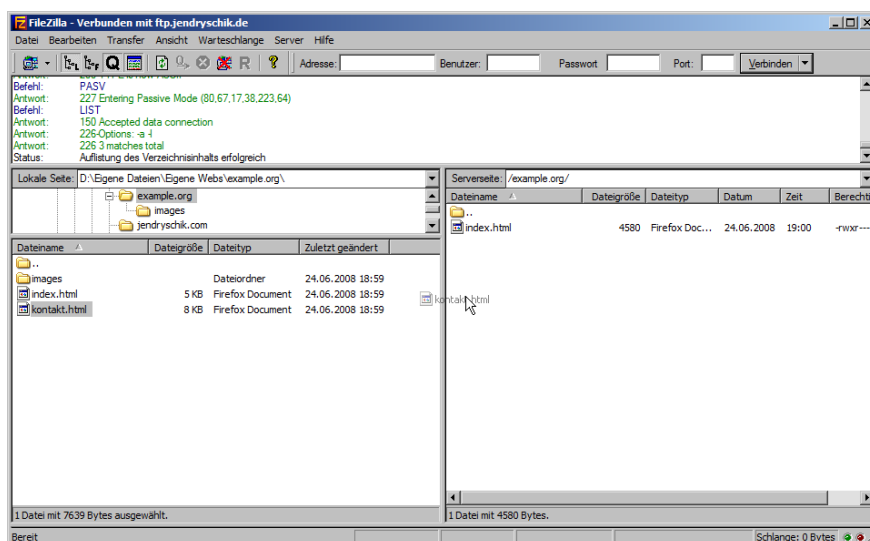 FileZilla - Verbunden mit ftp.jendryschik.de
Datei Bearbeiten Transfer Ansicht Warteschlange Server Hilfe
Adresse: Benutzer: Passwort Port: Verbinden
Befehl: PASV
Antwort: 227 Entering Passive Mode (80,67,17,38,223,64)
Befehl: LIST
Antwort: 150 Accepted data connection
Antwort: 226-Options: -a -l
Antwort: 226 3 matches total
Status: Auflistung des Verzeichnisinhalts erfolgreich
Lokale Seite: D:\Eigene Dateien\Eigene Webs\example.org\
example.org
images
jendryschik.com
Dateiname Dateigröße Dateityp Zuletzt geändert
..
images Dateiordner 24.06.2008 18:59
index.html 5 KB Firefox Document 24.06.2008 18:59
kontakt.html 8 KB Firefox Document 24.06.2008 18:59
1 Datei mit 7639 Bytes ausgewählt.
Serverseite: /example.org/
Dateiname Dateigröße Dateityp Datum Zeit Berechti
..
index.html 4580 Firefox Doc... 24.06.2008 19:00 -rwxr---
kontakt.html
1 Datei mit 4580 Bytes.
Bereit Schlange: 0 Bytes